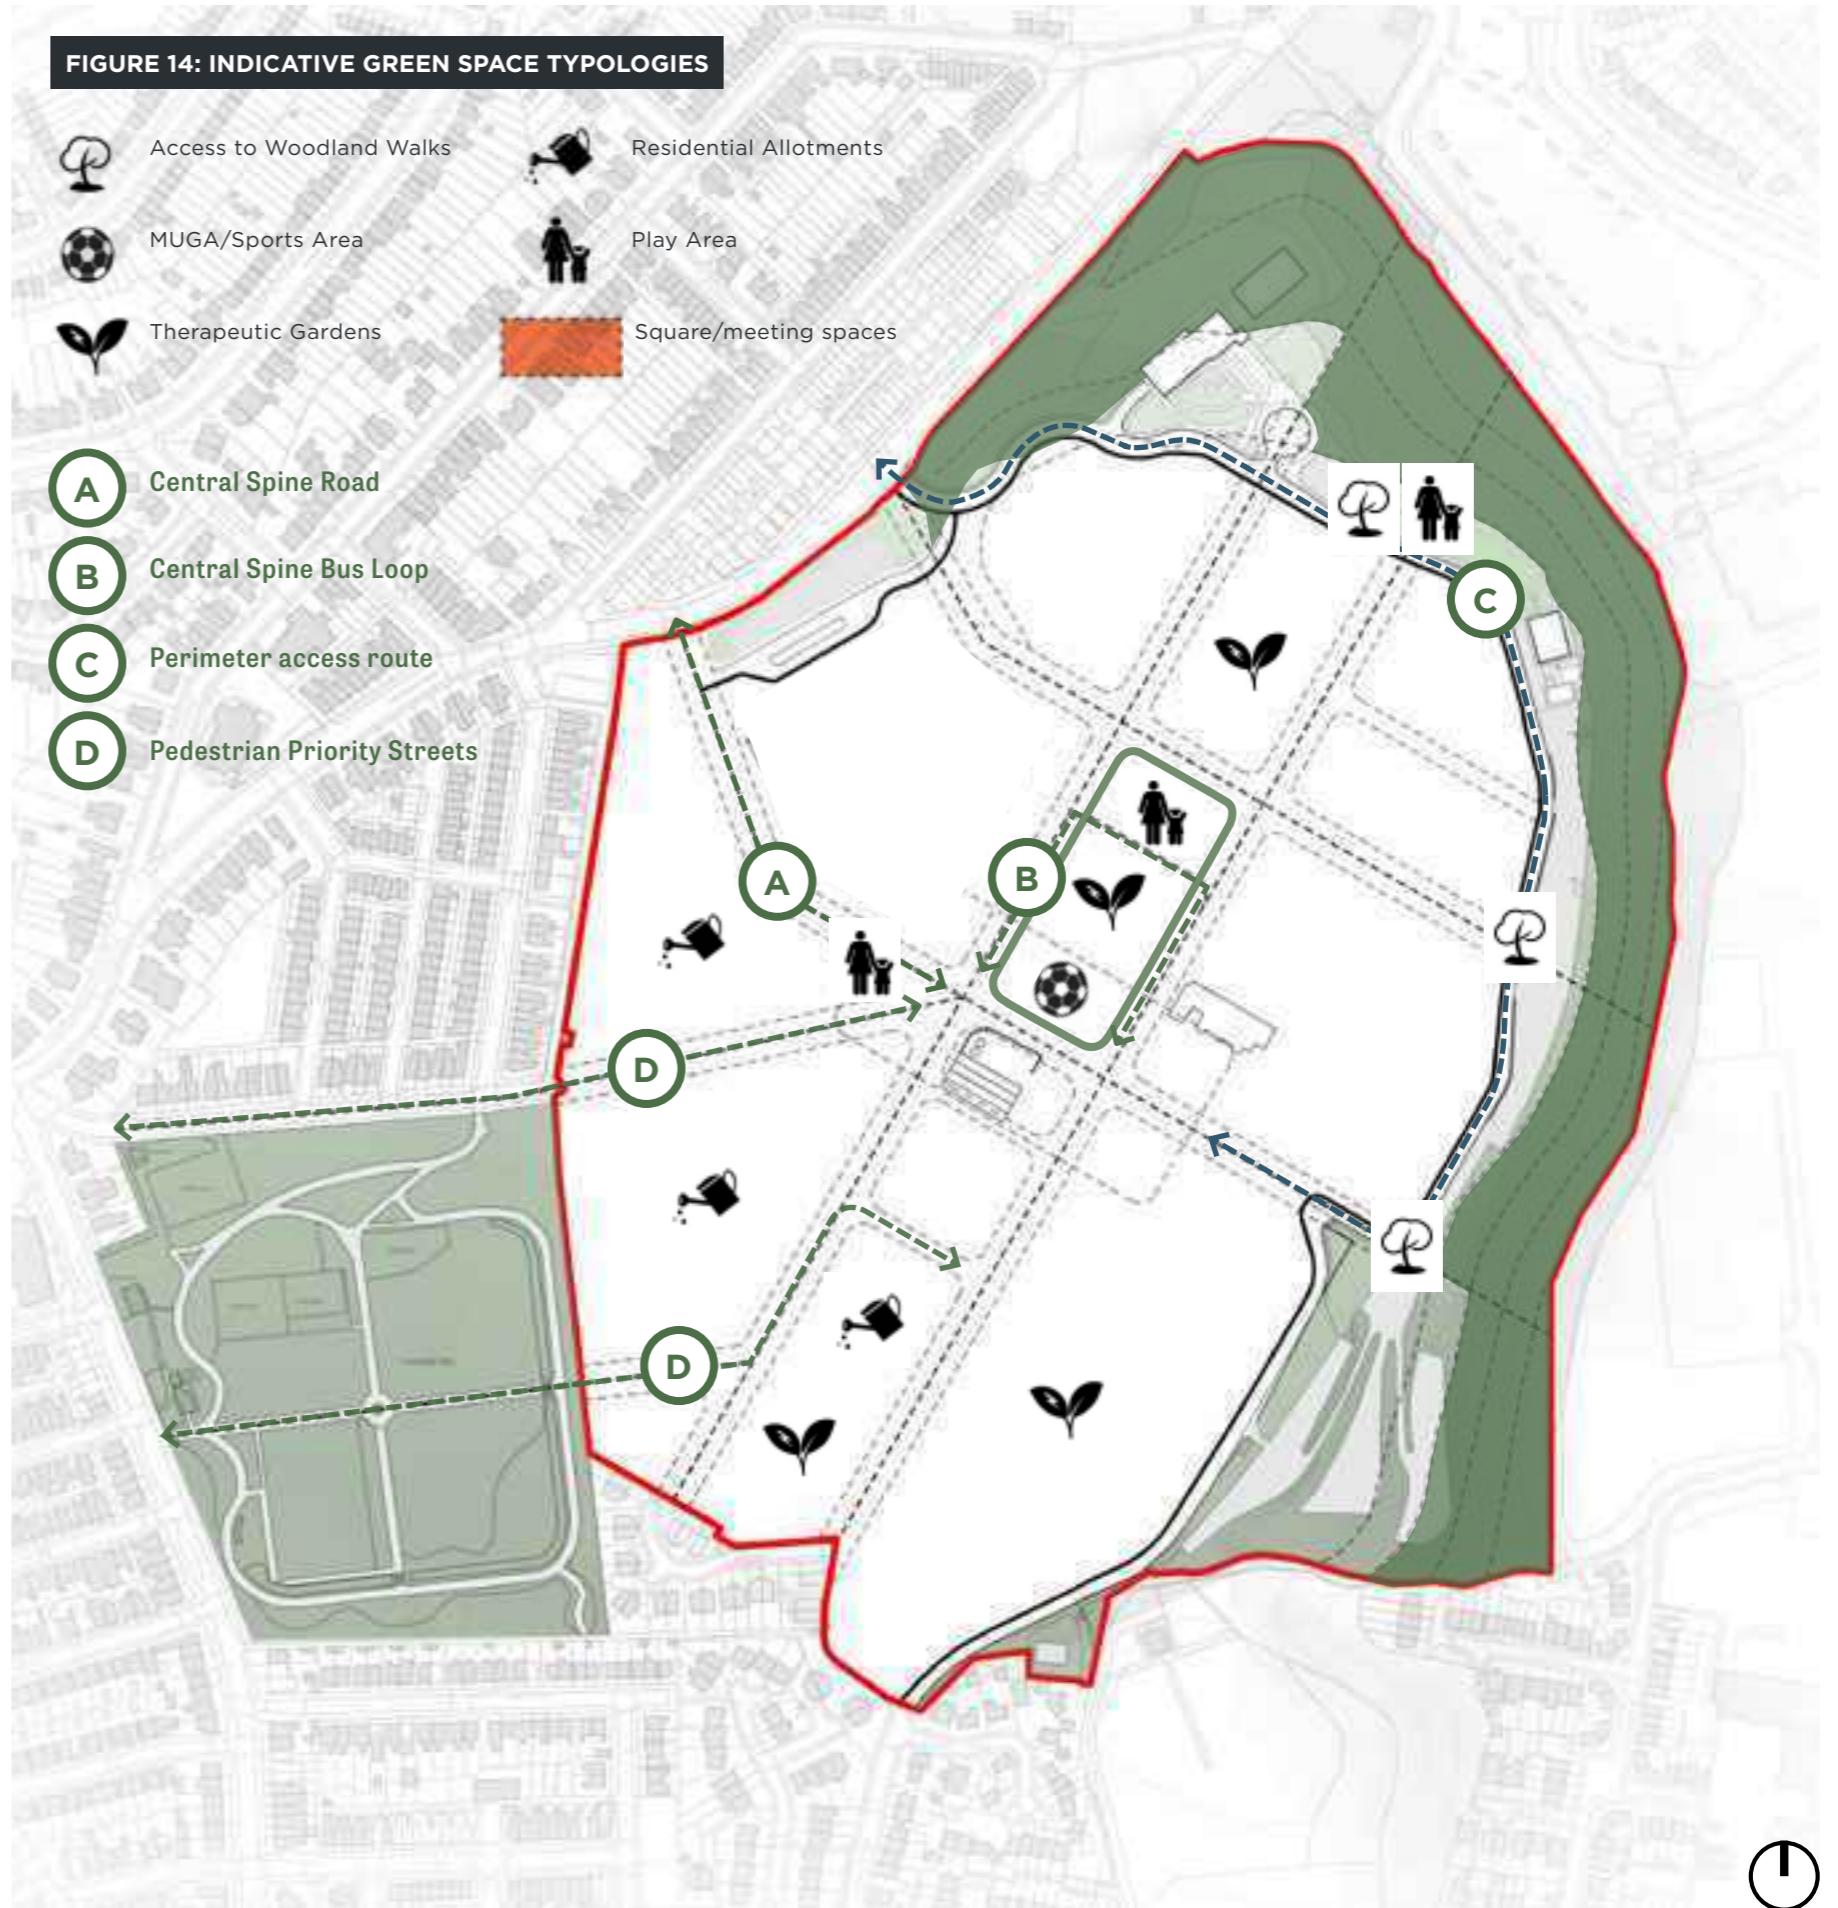 FIGURE 14: INDICATIVE GREEN SPACE TYPOLOGIES
Access to Woodland Walks
Residential Allotments
MUGA/Sports Area
Play Area
Therapeutic Gardens
Square/meeting spaces
A Central Spine Road
B Central Spine Bus Loop
C Perimeter access route
D Pedestrian Priority Streets
C
A
B
D
D